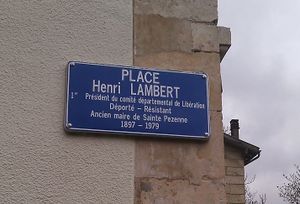 PLACE
Henri LAMBERT
1er Président du comité départemental de Libération
Déporté - Résistant
Ancien maire de Sainte Pezenne
1897 - 1979